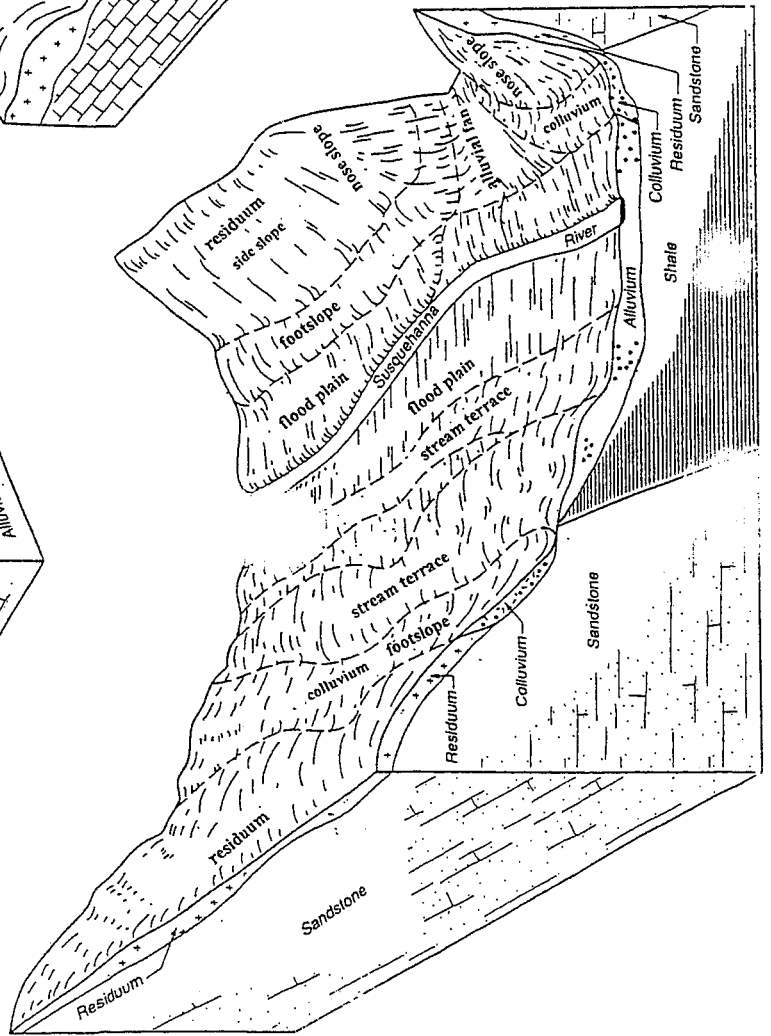 nose slope
Sandstone
Residuum
colluvium
Colluvium
alluvial fan
nose slope
residuum
side slope
River
Shale
Alluvium
footslope
Susquehanna
flood plain
flood plain
stream terrace
stream terrace
footslope
colluvium
Sandstone
Colluvium
Residuum
residuum
Sandstone
Residuum